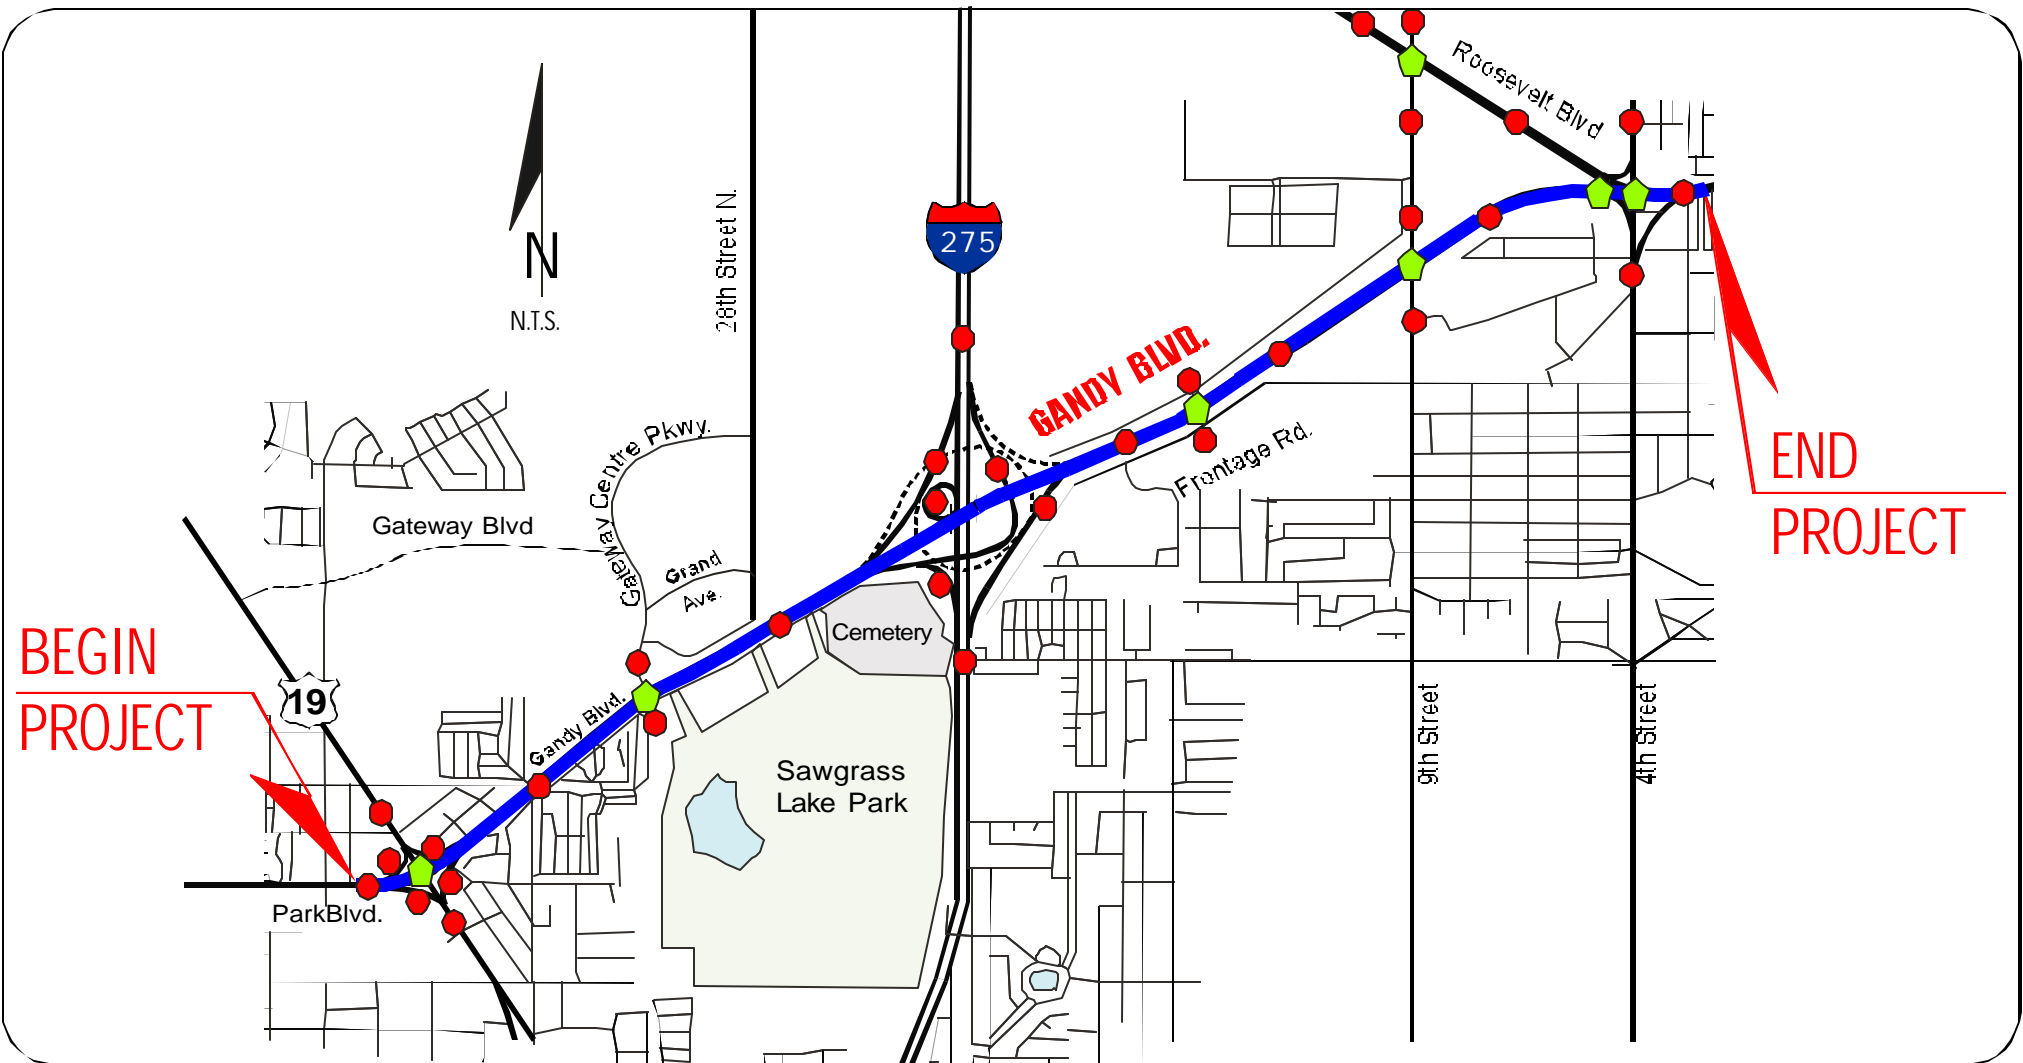 Roosevelt Blvd
28th Street N.
275
N
N.T.S.
GANDY BLVD.
Gateway Centre Pkwy.
Frontage Rd.
END
PROJECT
Gateway Blvd
Grand
Ave.
Cemetery
BEGIN
PROJECT
19
Gandy Blvd.
9th Street
4th Street
Sawgrass
Lake Park
ParkBlvd.